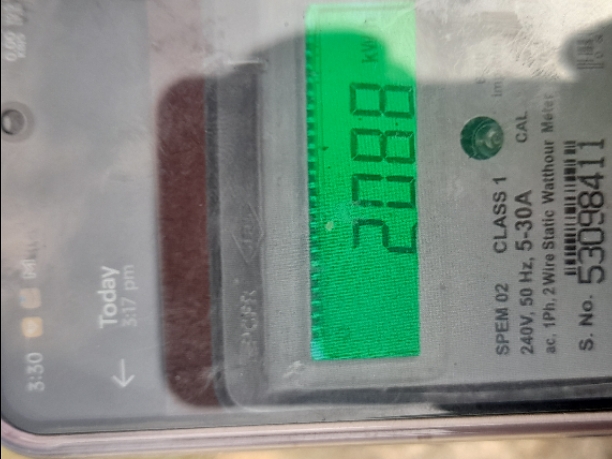 3:30
Today
3:17 pm
2088
kW
SPEM 02 CLASS 1 CAL
240V, 50 Hz, 5-30A
ac. 1Ph, 2 Wire Static Watthour Meter
S. No. 53098411